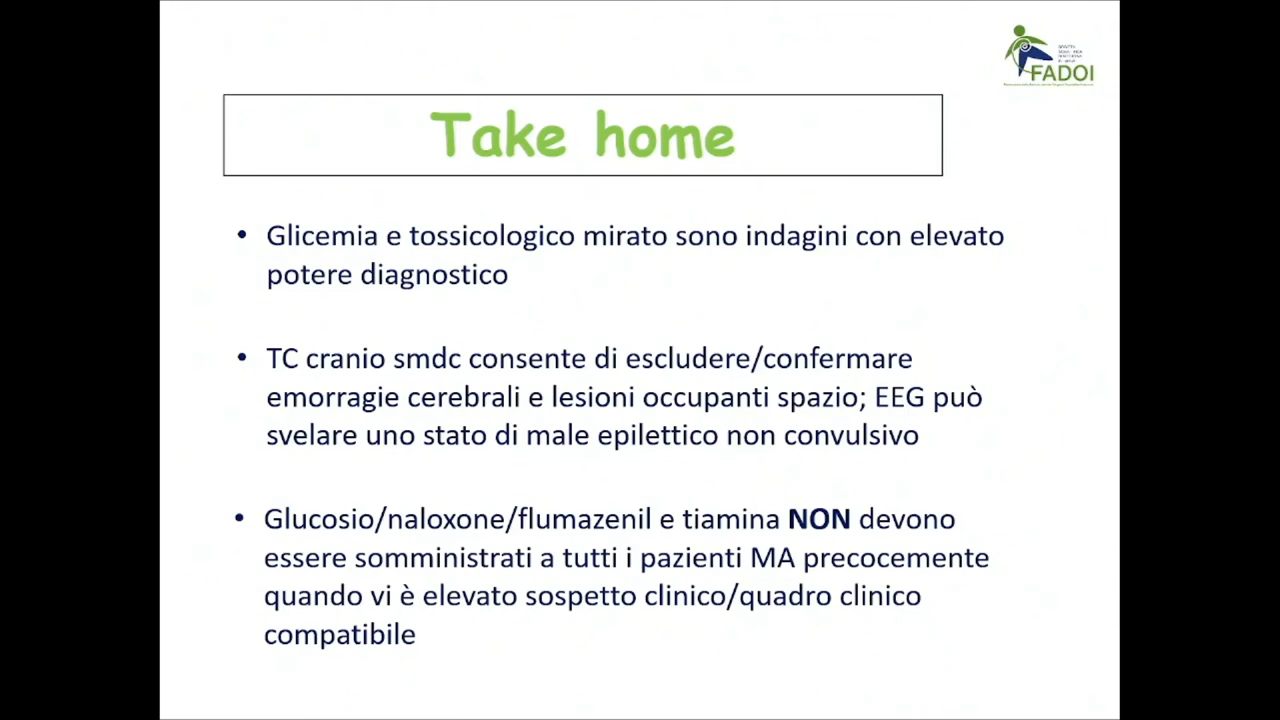 FADOI
Take home
• Glicemia e tossicologico mirato sono indagini con elevato
potere diagnostico
• TC cranio smdc consente di escludere/confermare
emorragie cerebrali e lesioni occupanti spazio; EEG può
svelare uno stato di male epilettico non convulsivo
• Glucosio/naloxone/flumazenil e tiamina NON devono
essere somministrati a tutti i pazienti MA precocemente
quando vi è elevato sospetto clinico/quadro clinico
compatibile